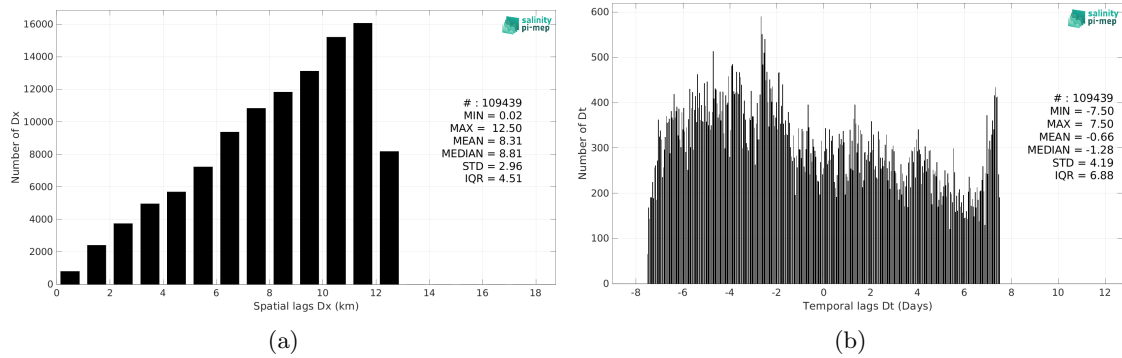 16000
14000
12000
10000
8000
6000
4000
2000
0
Number of Dx
salinity
pi-mep
# : 109439
MIN = 0.02
MAX = 12.50
MEAN = 8.31
MEDIAN = 8.81
STD = 2.96
IQR = 4.51
0 2 4 6 8 10 12 14 16 18
Spatial lags Dx (km)
(a)
600
500
400
300
200
100
0
Number of Dt
salinity
pi-mep
# : 109439
MIN = -7.50
MAX = 7.50
MEAN = -0.66
MEDIAN = -1.28
STD = 4.19
IQR = 6.88
-8 -6 -4 -2 0 2 4 6 8 10 12
Temporal lags Dt (Days)
(b)